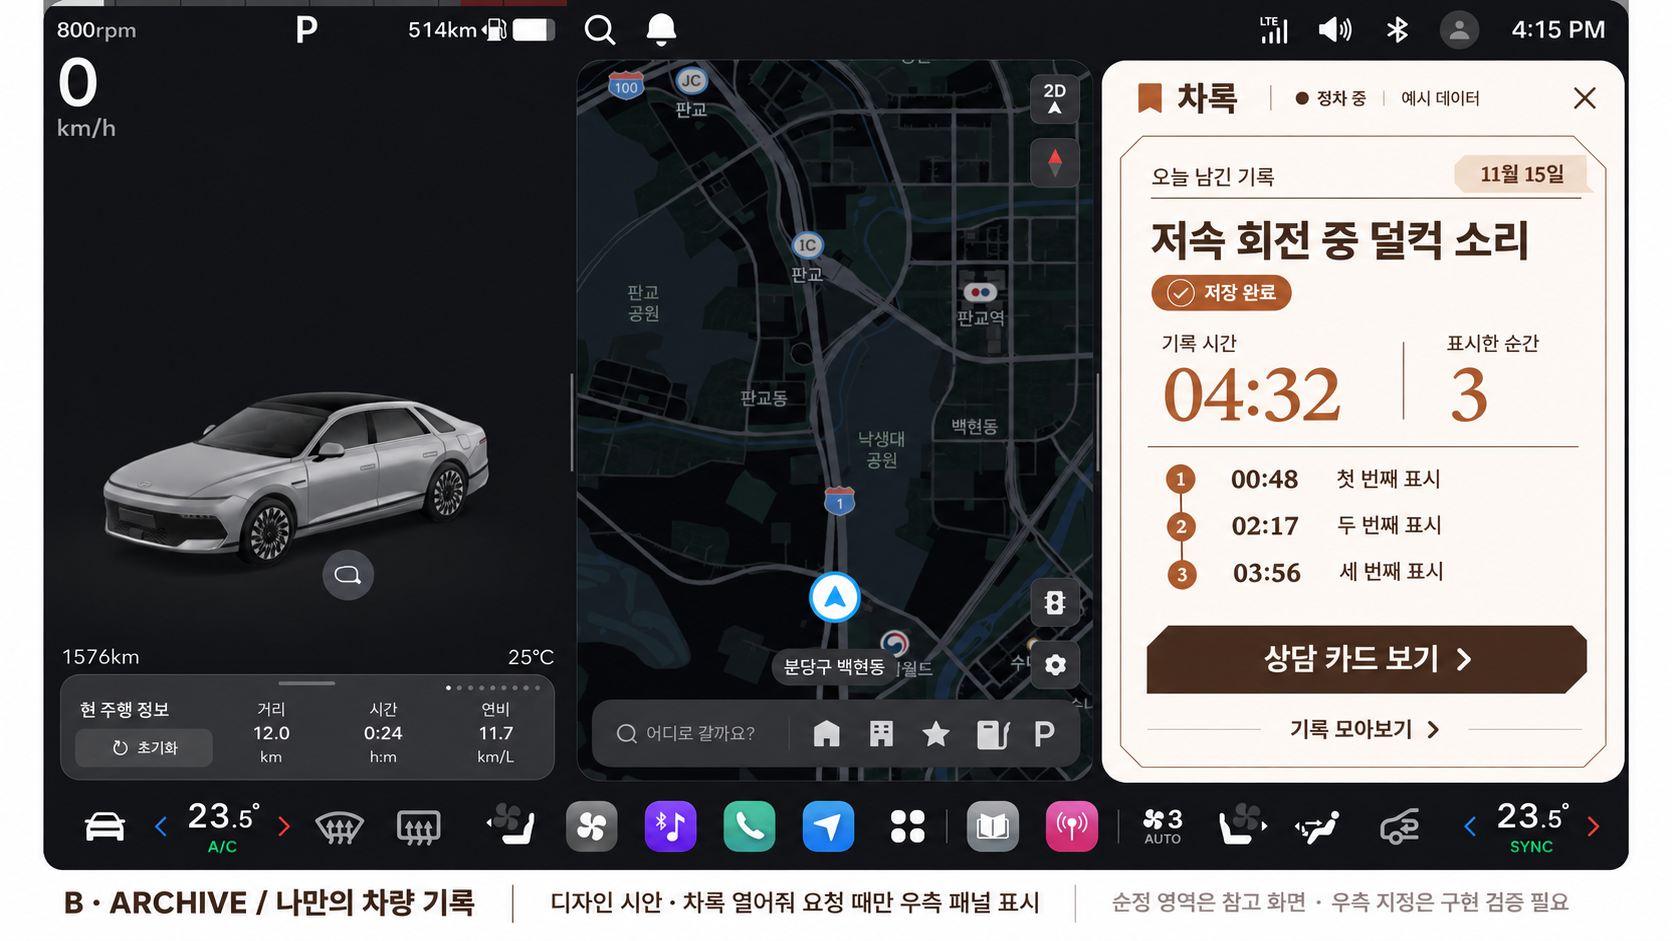 800rpm
P
514km
LTE
4:15 PM
0
km/h
1576km
25°C
현 주행 정보
초기화
거리
12.0
km
시간
0:24
h:m
연비
11.7
km/L
100
JC
판교
2D
IC
판교
판교
공원
판교역
판교동
백현동
낙생대
공원
1
분당구 백현동
월드
수
어디로 갈까요?
P
차록
정차 중
예시 데이터
오늘 남긴 기록
11월 15일
저속 회전 중 덜컥 소리
저장 완료
기록 시간
04:32
표시한 순간
3
1 00:48 첫 번째 표시
2 02:17 두 번째 표시
3 03:56 세 번째 표시
상담 카드 보기
기록 모아보기
23.5°
A/C
3
AUTO
23.5°
SYNC
B · ARCHIVE / 나만의 차량 기록
디자인 시안 · 차록 열어줘 요청 때만 우측 패널 표시
순정 영역은 참고 화면 · 우측 지정은 구현 검증 필요